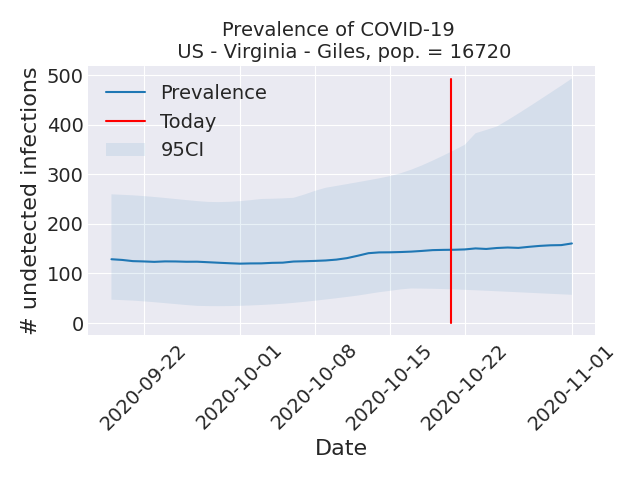 Prevalence of COVID-19
US - Virginia - Giles, pop. = 16720
# undetected infections
500
400
300
200
100
0
Prevalence
Today
95CI
2020-09-22
2020-10-01
2020-10-08
2020-10-15
2020-10-22
2020-11-01
Date